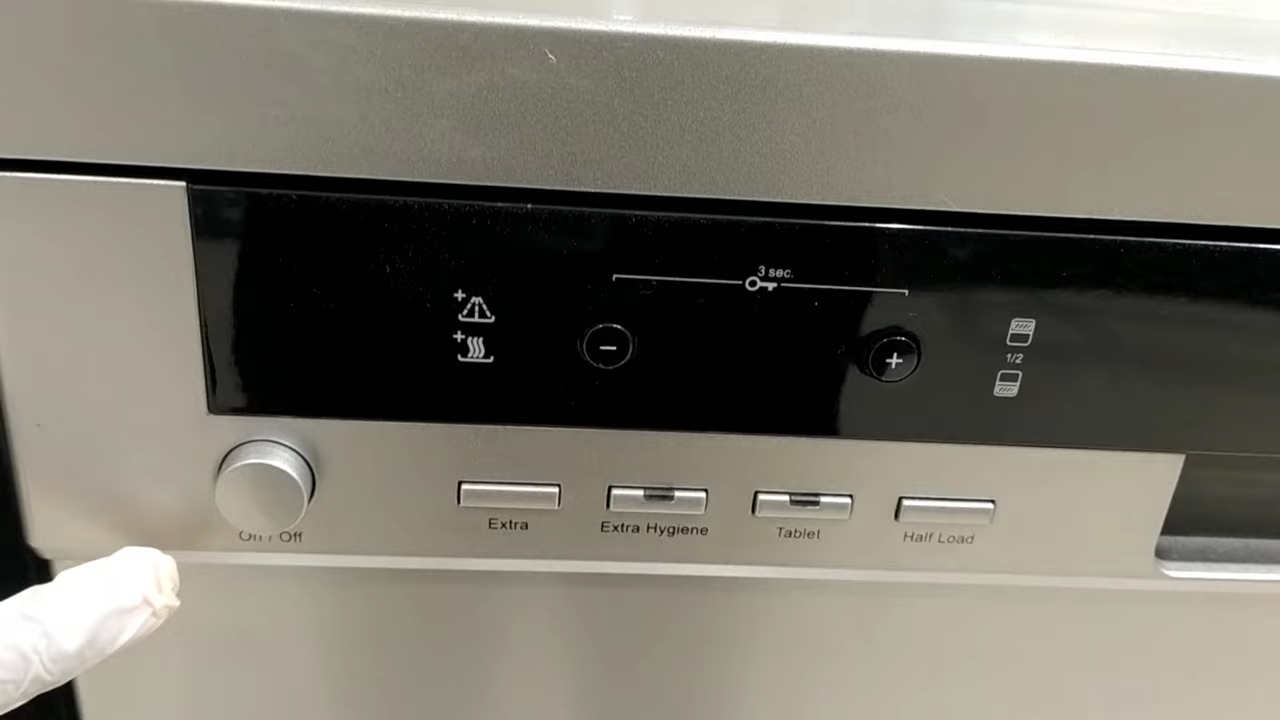 3 sec.
−
+
1/2
On / Off
Extra
Extra Hygiene
Tablet
Half Load